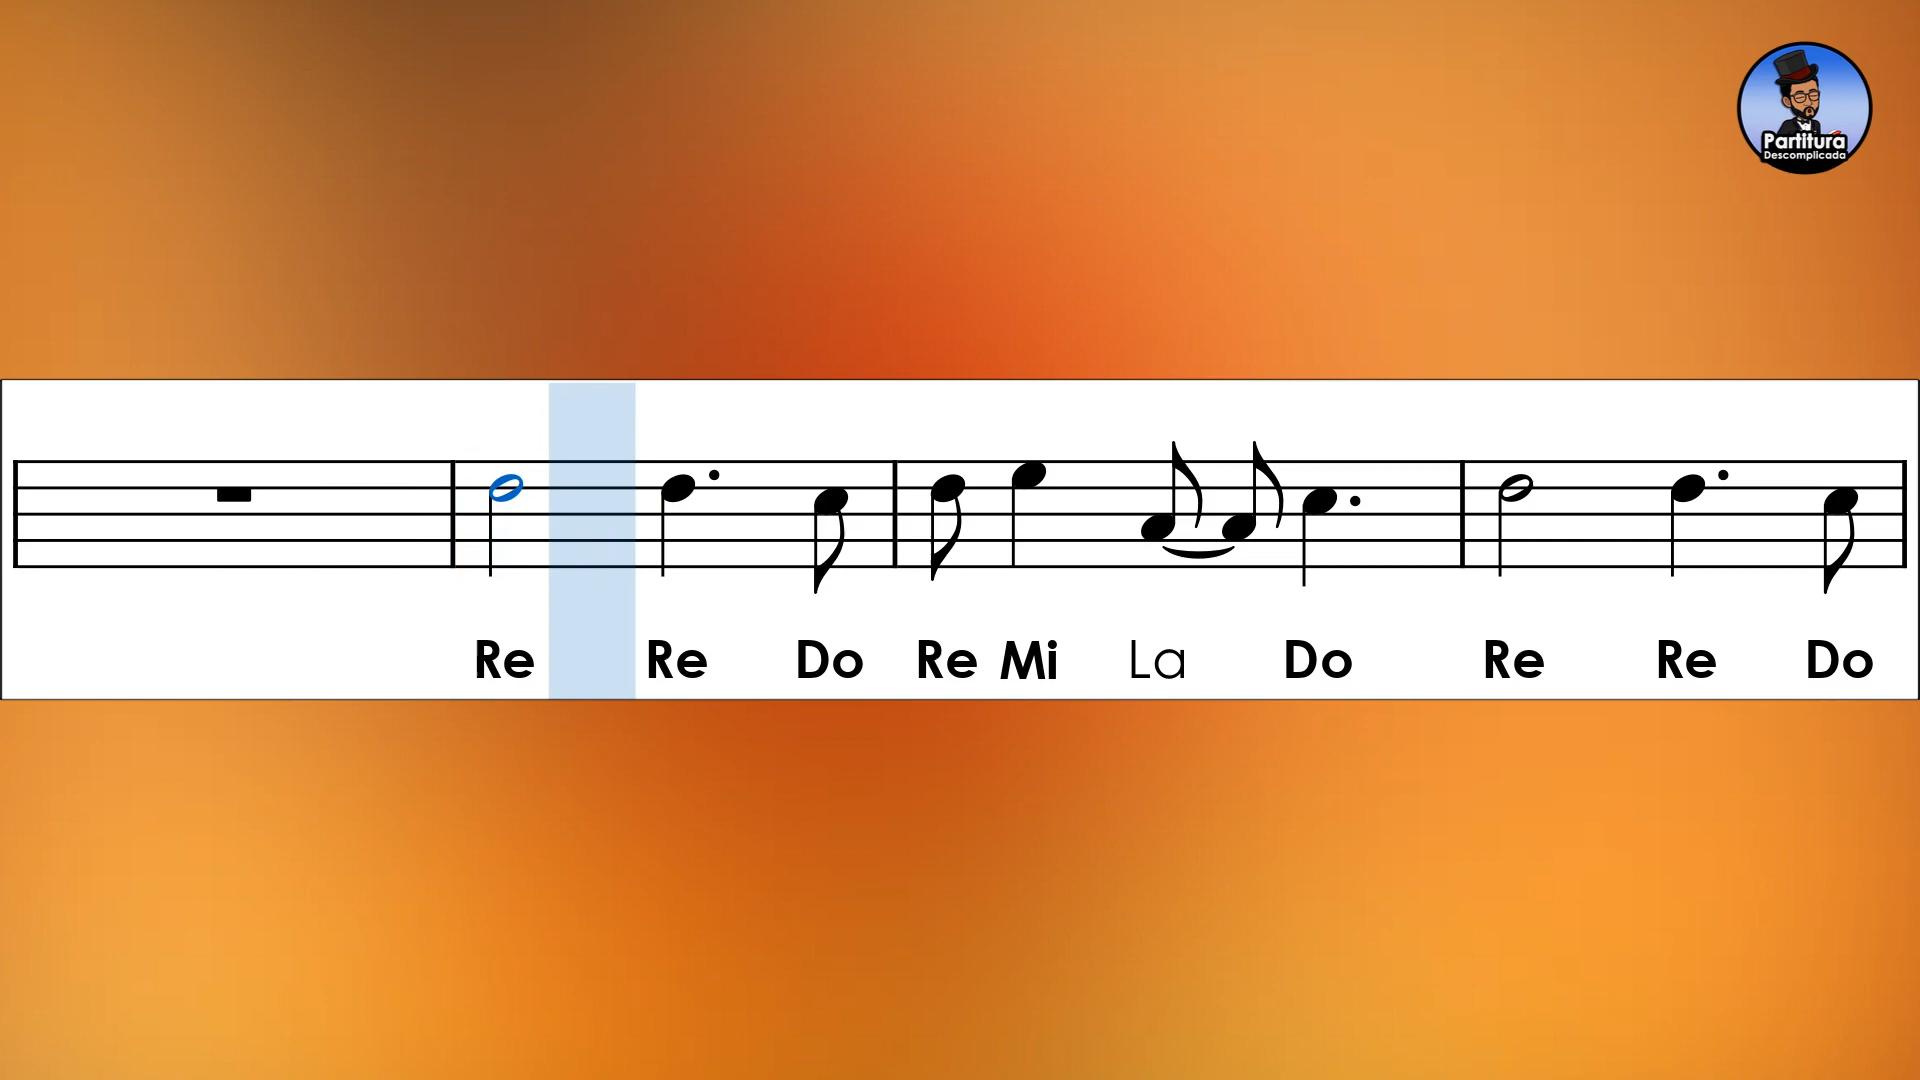 Partitura
Descomplicada
Re Re Do Re Mi La Do Re Re Do